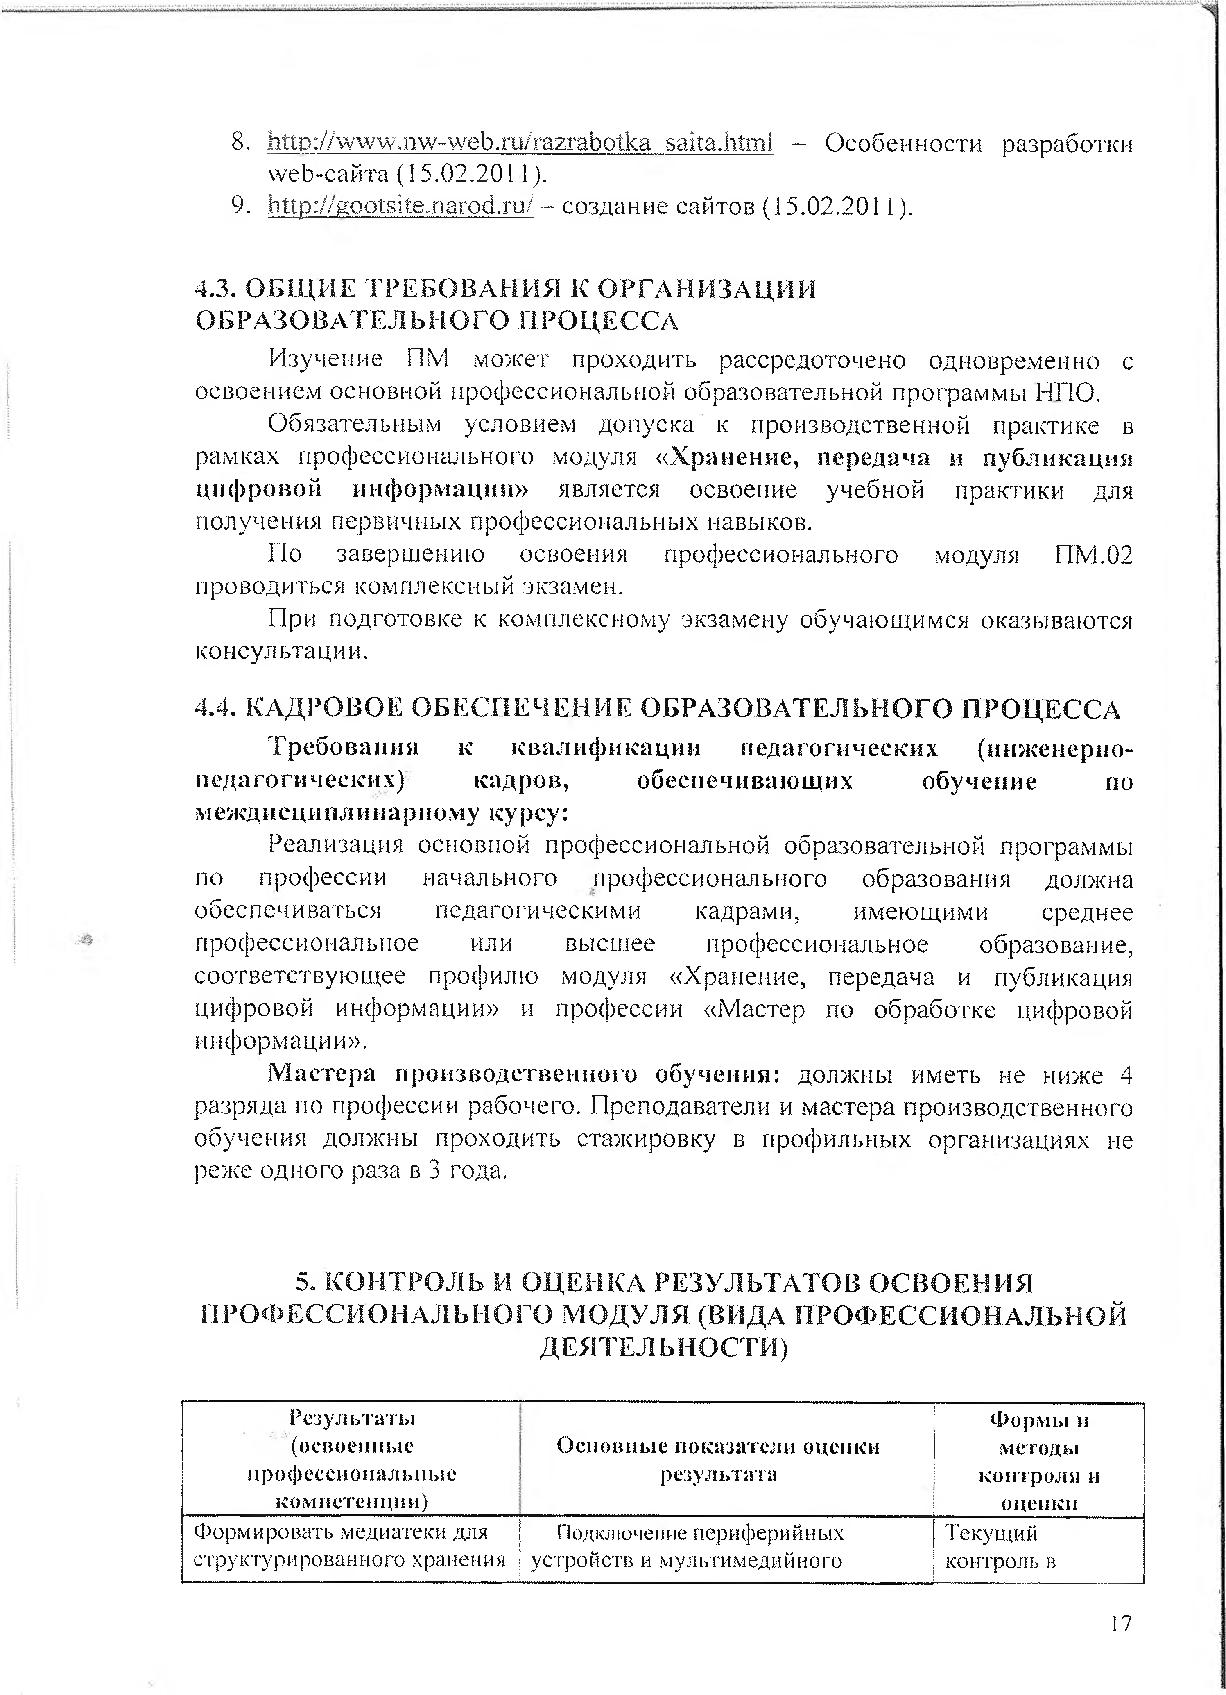 8. http://www.nw-web.ru/razrabotka_saita.html – Особенности разработки
web-сайта (15.02.2011).
9. http://gootsite.narod.ru/ – создание сайтов (15.02.2011).
4.3. ОБЩИЕ ТРЕБОВАНИЯ К ОРГАНИЗАЦИИ
ОБРАЗОВАТЕЛЬНОГО ПРОЦЕССА
Изучение ПМ может проходить рассредоточено одновременно с
освоением основной профессиональной образовательной программы НПО.
Обязательным условием допуска к производственной практике в
рамках профессионального модуля «Хранение, передача и публикация
цифровой информации» является освоение учебной практики для
получения первичных профессиональных навыков.
По завершению освоения профессионального модуля ПМ.02
проводиться комплексный экзамен.
При подготовке к комплексному экзамену обучающимся оказываются
консультации.
4.4. КАДРОВОЕ ОБЕСПЕЧЕНИЕ ОБРАЗОВАТЕЛЬНОГО ПРОЦЕССА
Требования к квалификации педагогических (инженерно-
педагогических) кадров, обеспечивающих обучение по
междисциплинарному курсу:
Реализация основной профессиональной образовательной программы
по профессии начального профессионального образования должна
обеспечиваться педагогическими кадрами, имеющими среднее
профессиональное или высшее профессиональное образование,
соответствующее профилю модуля «Хранение, передача и публикация
цифровой информации» и профессии «Мастер по обработке цифровой
информации».
Мастера производственного обучения: должны иметь не ниже 4
разряда по профессии рабочего. Преподаватели и мастера производственного
обучения должны проходить стажировку в профильных организациях не
реже одного раза в 3 года.
5. КОНТРОЛЬ И ОЦЕНКА РЕЗУЛЬТАТОВ ОСВОЕНИЯ
ПРОФЕССИОНАЛЬНОГО МОДУЛЯ (ВИДА ПРОФЕССИОНАЛЬНОЙ
ДЕЯТЕЛЬНОСТИ)
Результаты
(освоенные
профессиональные
компетенции)
Основные показатели оценки
результата
Формы и
методы
контроля и
оценки
Формировать медиатеки для
структурированного хранения
Подключение периферийных
устройств и мультимедийного
Текущий
контроль в
17